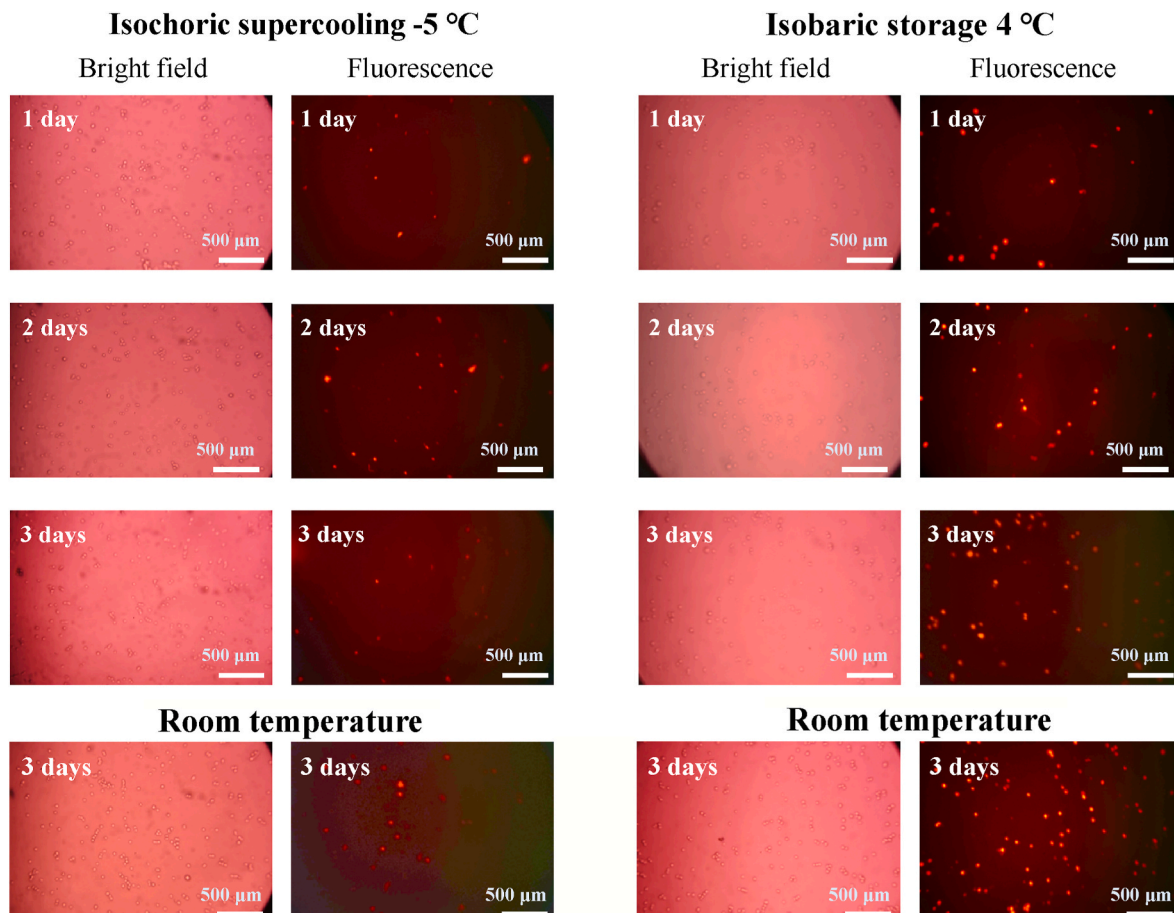 Isochoric supercooling -5 °C
Isobaric storage 4 °C
Bright field
Fluorescence
Bright field
Fluorescence
1 day
500 µm
1 day
500 µm
1 day
500 µm
1 day
500 µm
2 days
500 µm
2 days
500 µm
2 days
500 µm
2 days
500 µm
3 days
500 µm
3 days
500 µm
3 days
500 µm
3 days
500 µm
Room temperature
Room temperature
3 days
500 µm
3 days
500 µm
3 days
500 µm
3 days
500 µm